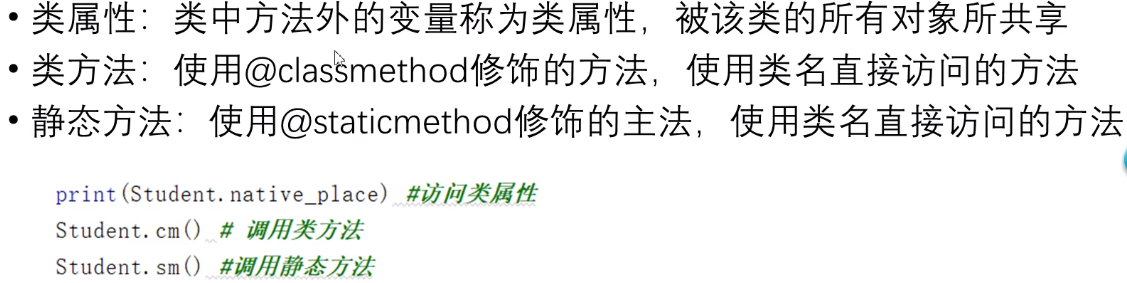 • 类属性：类中方法外的变量称为类属性，被该类的所有对象所共享
• 类方法：使用@classmethod修饰的方法，使用类名直接访问的方法
• 静态方法：使用@staticmethod修饰的主法，使用类名直接访问的方法
print(Student.native_place) #访问类属性
Student.cm() # 调用类方法
Student.sm() #调用静态方法